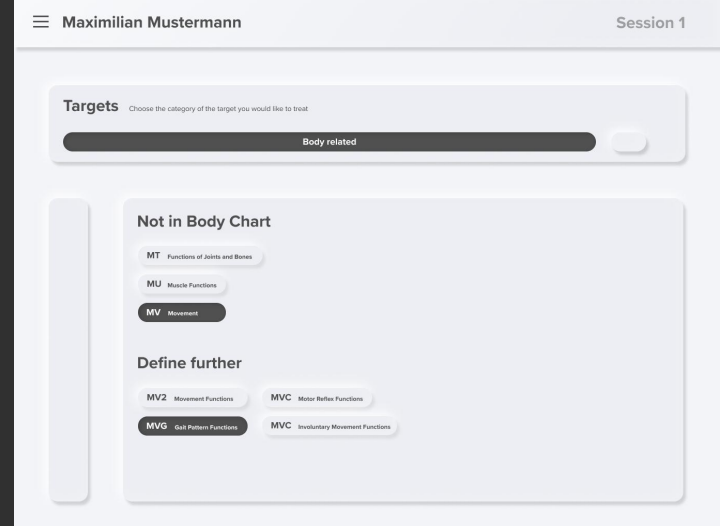 Maximilian Mustermann
Session 1
Targets Choose the category of the target you would like to treat
Body related
Not in Body Chart
MT Functions of Joints and Bones
MU Muscle Functions
MV Movement
Define further
MV2 Movement Functions
MVC Motor Reflex Functions
MVG Gait Pattern Functions
MVC Involuntary Movement Functions